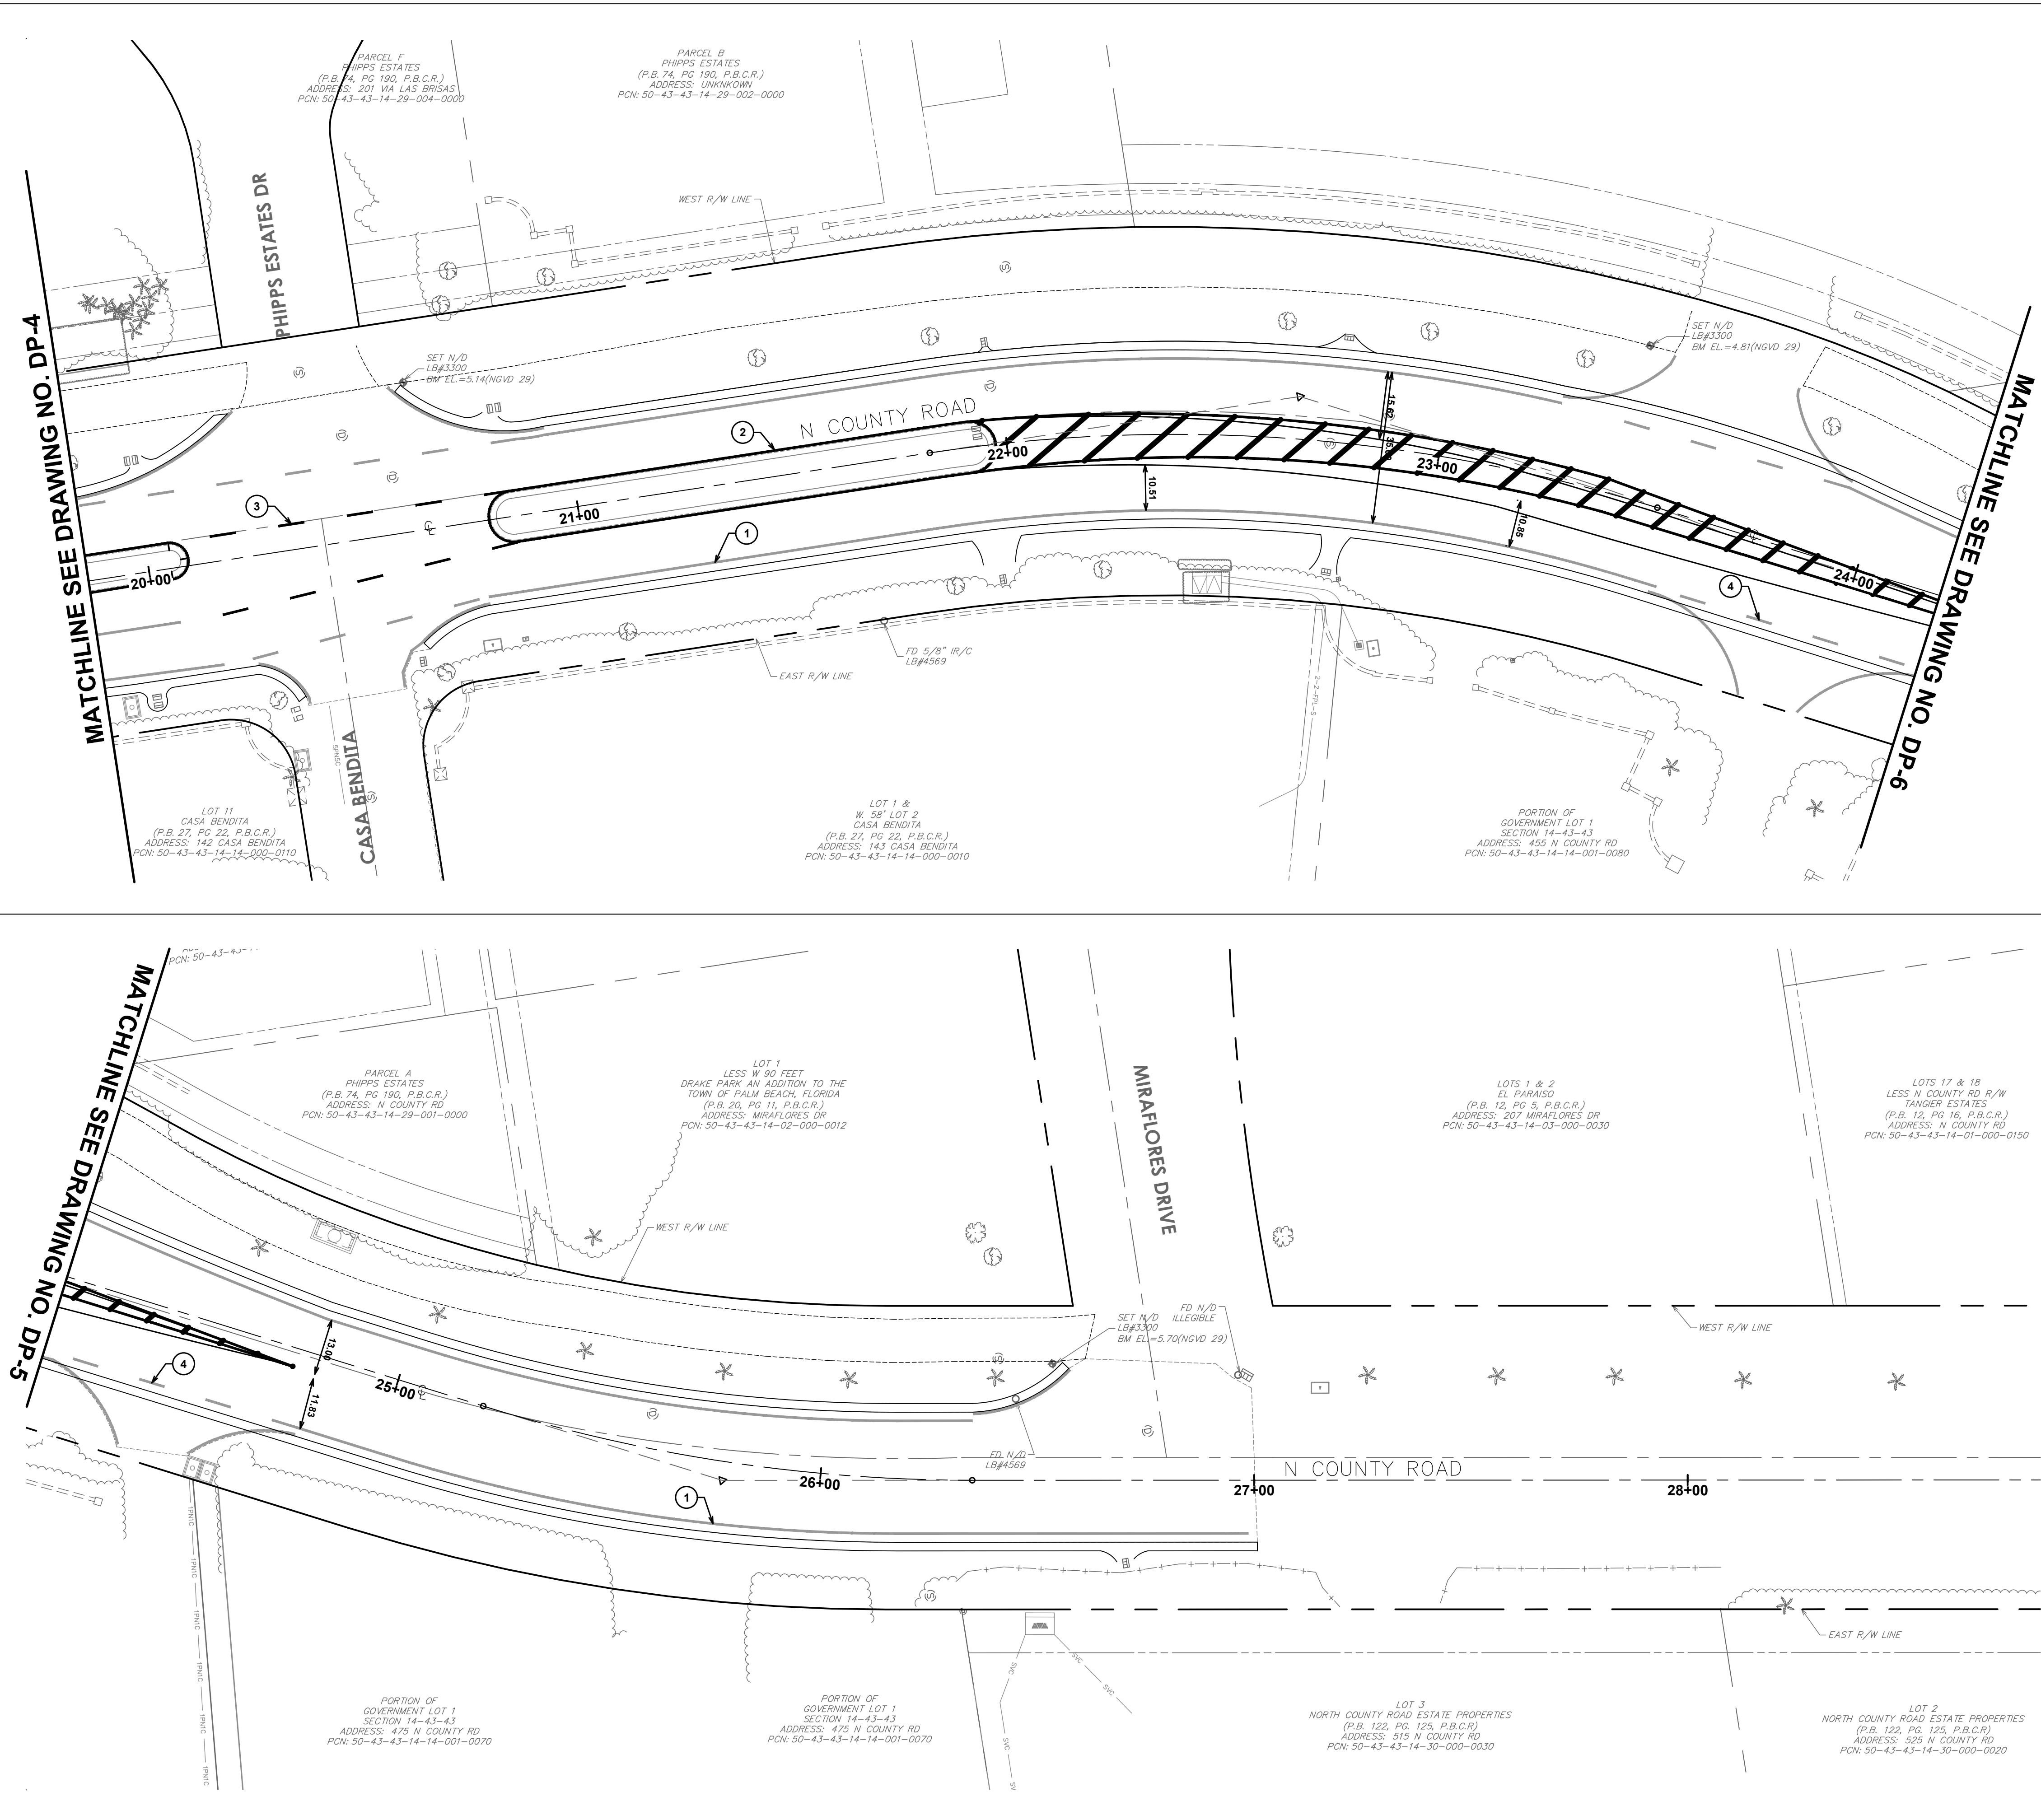 PARCEL F
PHIPPS ESTATES
(P.B. 74, PG 190, P.B.C.R.)
ADDRESS: 201 VIA LAS BRISAS
PCN: 50-43-43-14-29-004-0000
PARCEL B
PHIPPS ESTATES
(P.B. 74, PG 190, P.B.C.R.)
ADDRESS: UNKNKOWN
PCN: 50-43-43-14-29-002-0000
PHIPPS ESTATES DR
WEST R/W LINE
MATCHLINE SEE DRAWING NO. DP-4
(S)
(S)
SET N/D
LB#3300
BM EL.=5.14(NGVD 29)
SET N/D
LB#3300
BM EL.=4.81(NGVD 29)
MATCHLINE SEE DRAWING NO. DP-6
(D)
(D)
(D)
(S)
2
N COUNTY ROAD
15.62
22+00
23+00
10.51
10.85
3
21+00
1
20+00
24+00
4
T
FD 5/8" IR/C
LB#4569
EAST R/W LINE
2-2-FPL-S
5PN5C
CASA BENDITA
(S)
LOT 11
CASA BENDITA
(P.B. 27, PG 22, P.B.C.R.)
ADDRESS: 142 CASA BENDITA
PCN: 50-43-43-14-14-000-0110
LOT 1 &
W. 58' LOT 2
CASA BENDITA
(P.B. 27, PG 22, P.B.C.R.)
ADDRESS: 143 CASA BENDITA
PCN: 50-43-43-14-14-000-0010
PORTION OF
GOVERNMENT LOT 1
SECTION 14-43-43
ADDRESS: 455 N COUNTY RD
PCN: 50-43-43-14-14-001-0080
PCN: 50-43-43-
MATCHLINE SEE DRAWING NO. DP-5
PARCEL A
PHIPPS ESTATES
(P.B. 74, PG 190, P.B.C.R.)
ADDRESS: N COUNTY RD
PCN: 50-43-43-14-29-001-0000
LOT 1
LESS W 90 FEET
DRAKE PARK AN ADDITION TO THE
TOWN OF PALM BEACH, FLORIDA
(P.B. 20, PG 11, P.B.C.R.)
ADDRESS: MIRAFLORES DR
PCN: 50-43-43-14-02-000-0012
MIRAFLORES DRIVE
LOTS 1 & 2
EL PARAISO
(P.B. 12, PG 5, P.B.C.R.)
ADDRESS: 207 MIRAFLORES DR
PCN: 50-43-43-14-03-000-0030
LOTS 17 & 18
LESS N COUNTY RD R/W
TANGIER ESTATES
(P.B. 12, PG 16, P.B.C.R.)
ADDRESS: N COUNTY RD
PCN: 50-43-43-14-01-000-0150
WEST R/W LINE
FD N/D
ILLEGIBLE
SET N/D
LB#3300
BM EL.=5.70(NGVD 29)
WEST R/W LINE
13.00
11.83
4
25+00
(S)
T
(D)
(D)
FD N/D
LB#4569
N COUNTY ROAD
26+00
27+00
28+00
1
(S)
EAST R/W LINE
1PN1C
1PN1C
1PN1C
1PN1C
1PN1C
SVC
SVC
SVC
SVC
PORTION OF
GOVERNMENT LOT 1
SECTION 14-43-43
ADDRESS: 475 N COUNTY RD
PCN: 50-43-43-14-14-001-0070
PORTION OF
GOVERNMENT LOT 1
SECTION 14-43-43
ADDRESS: 475 N COUNTY RD
PCN: 50-43-43-14-14-001-0070
LOT 3
NORTH COUNTY ROAD ESTATE PROPERTIES
(P.B. 122, PG. 125, P.B.C.R)
ADDRESS: 515 N COUNTY RD
PCN: 50-43-43-14-30-000-0030
LOT 2
NORTH COUNTY ROAD ESTATE PROPERTIES
(P.B. 122, PG. 125, P.B.C.R)
ADDRESS: 525 N COUNTY RD
PCN: 50-43-43-14-30-000-0020